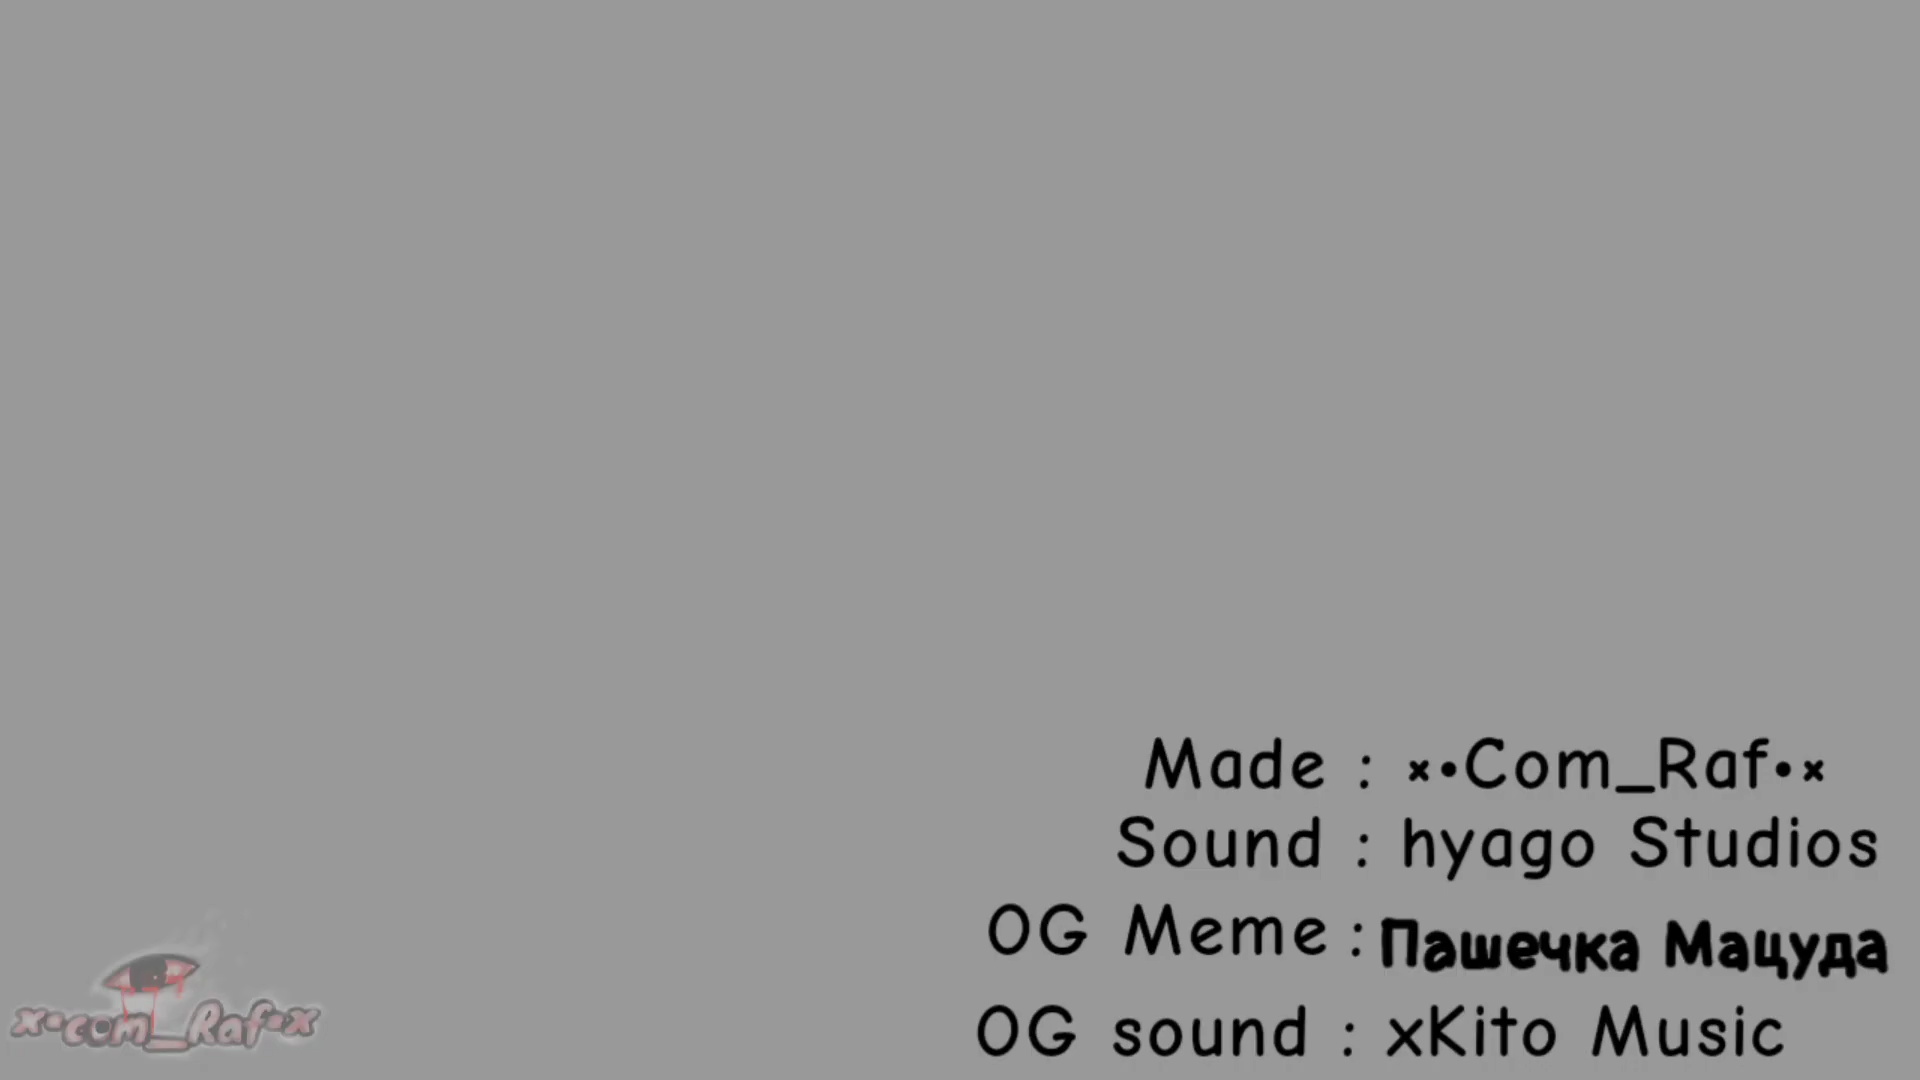 Made : ×•Com_Raf•×
Sound : hyago Studios
OG Meme : Пашечка Мацуда
OG sound : xKito Music
x•com_Raf•x